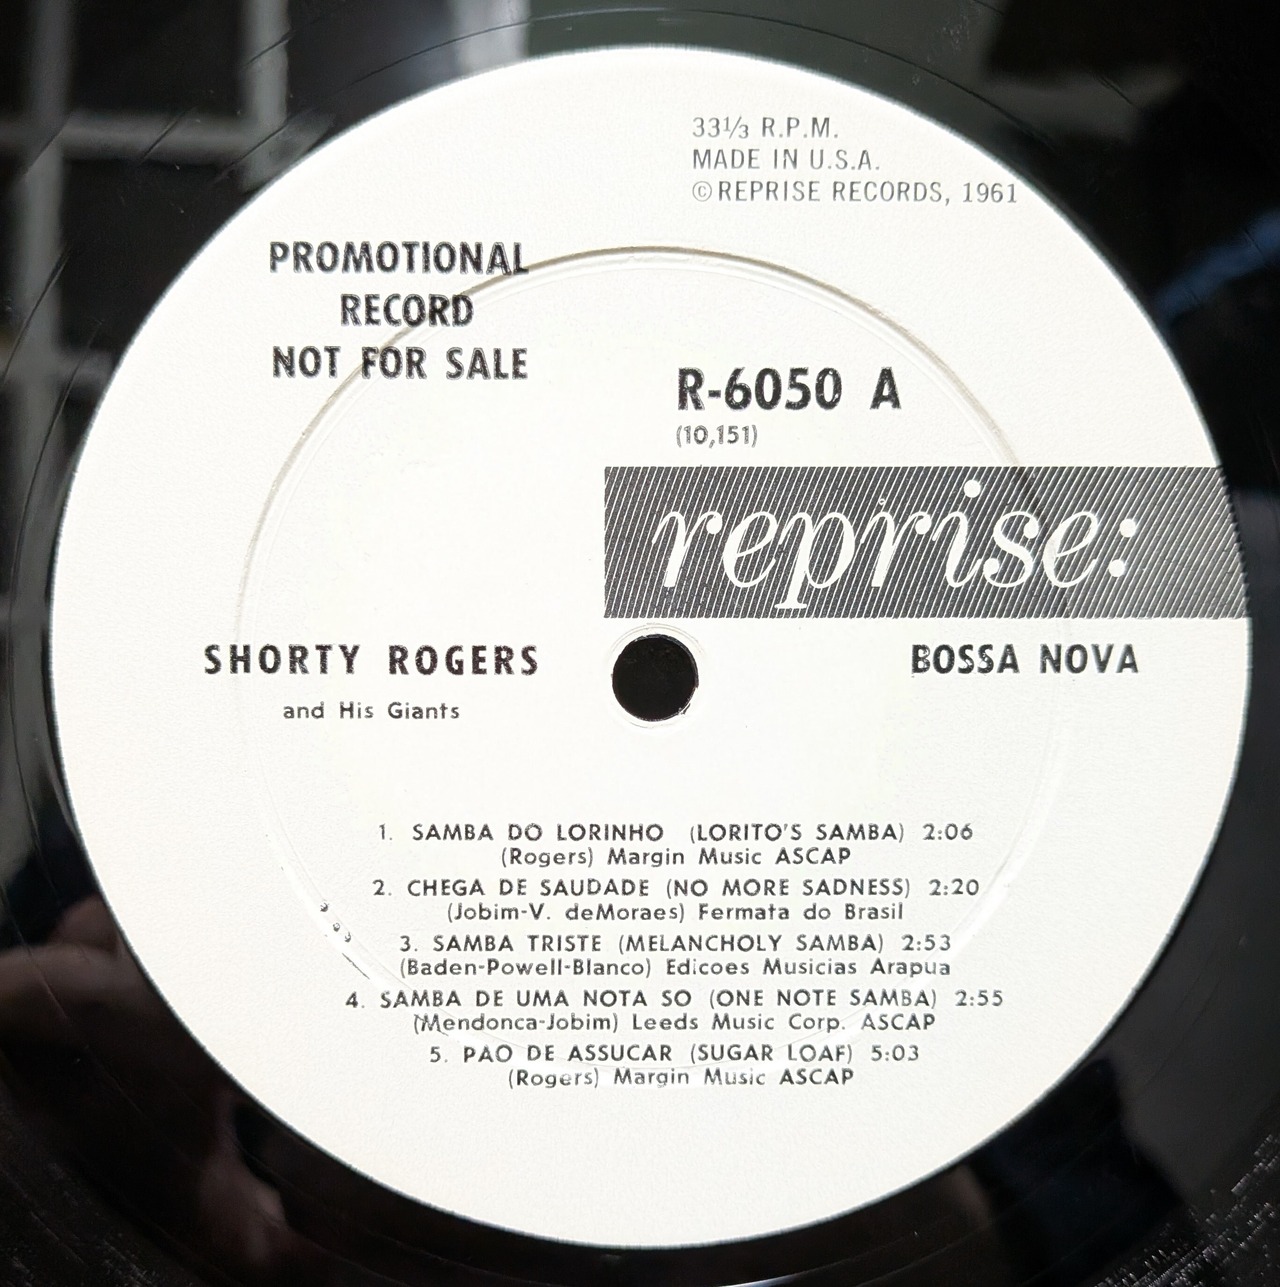 33⅓ R.P.M.
MADE IN U.S.A.
© REPRISE RECORDS, 1961
PROMOTIONAL
RECORD
NOT FOR SALE
R-6050 A
(10,151)
reprise:
SHORTY ROGERS
and His Giants
BOSSA NOVA
1. SAMBA DO LORINHO (LORITO'S SAMBA) 2:06
(Rogers) Margin Music ASCAP
2. CHEGA DE SAUDADE (NO MORE SADNESS) 2:20
(Jobim-V. deMoraes) Fermata do Brasil
3. SAMBA TRISTE (MELANCHOLY SAMBA) 2:53
(Baden-Powell-Blanco) Edicoes Musicias Arapua
4. SAMBA DE UMA NOTA SO (ONE NOTE SAMBA) 2:55
(Mendonca-Jobim) Leeds Music Corp. ASCAP
5. PAO DE ASSUCAR (SUGAR LOAF) 5:03
(Rogers) Margin Music ASCAP